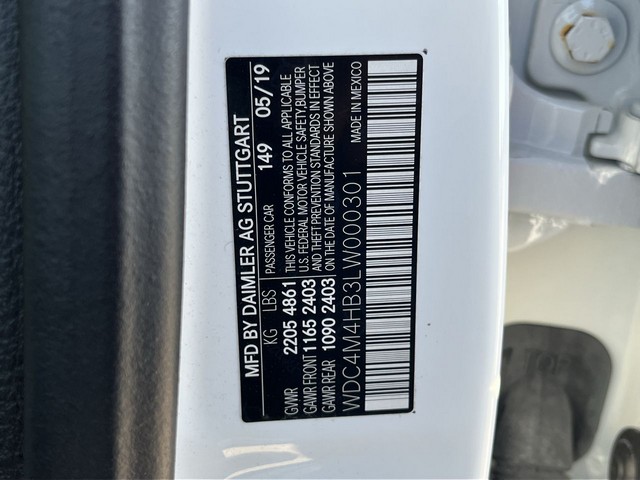 MFD BY DAIMLER AG STUTTGART
KG LBS PASSENGER CAR 149 05/19
GVWR 2205 4861 THIS VEHICLE CONFORMS TO ALL APPLICABLE
GAWR FRONT 1165 2403 U.S. FEDERAL MOTOR VEHICLE SAFETY,BUMPER
AND THEFT PREVENTION STANDARDS IN EFFECT
GAWR REAR 1090 2403 ON THE DATE OF MANUFACTURE SHOWN ABOVE
WDC4M4HB3LW000301 MADE IN MEXICO